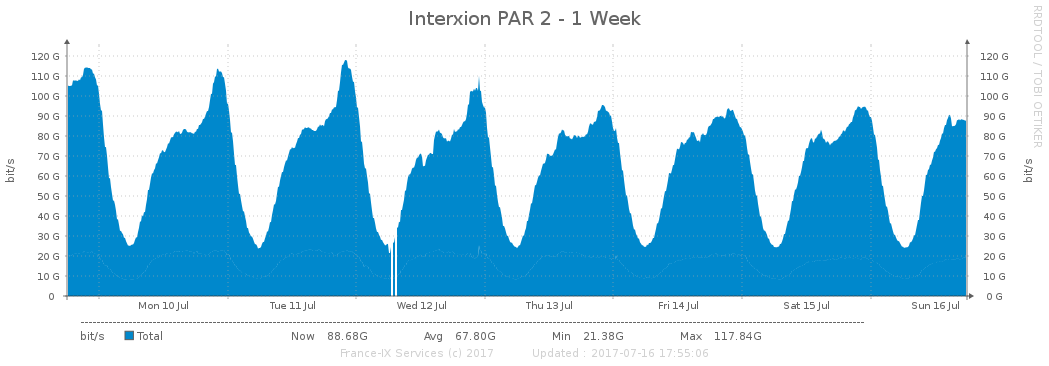 Interxion PAR 2 - 1 Week
RRDTOOL / TOBI OETIKER
120 G 120 G
110 G 110 G
100 G 100 G
90 G 90 G
80 G 80 G
70 G 70 G
60 G 60 G
50 G 50 G
40 G 40 G
30 G 30 G
20 G 20 G
10 G 10 G
0 0 G
bit/s
bit/s
Mon 10 Jul Tue 11 Jul Wed 12 Jul Thu 13 Jul Fri 14 Jul Sat 15 Jul Sun 16 Jul
bit/s Total Now 88.68G Avg 67.80G Min 21.38G Max 117.84G
France-IX Services (c) 2017 Updated : 2017-07-16 17:55:06